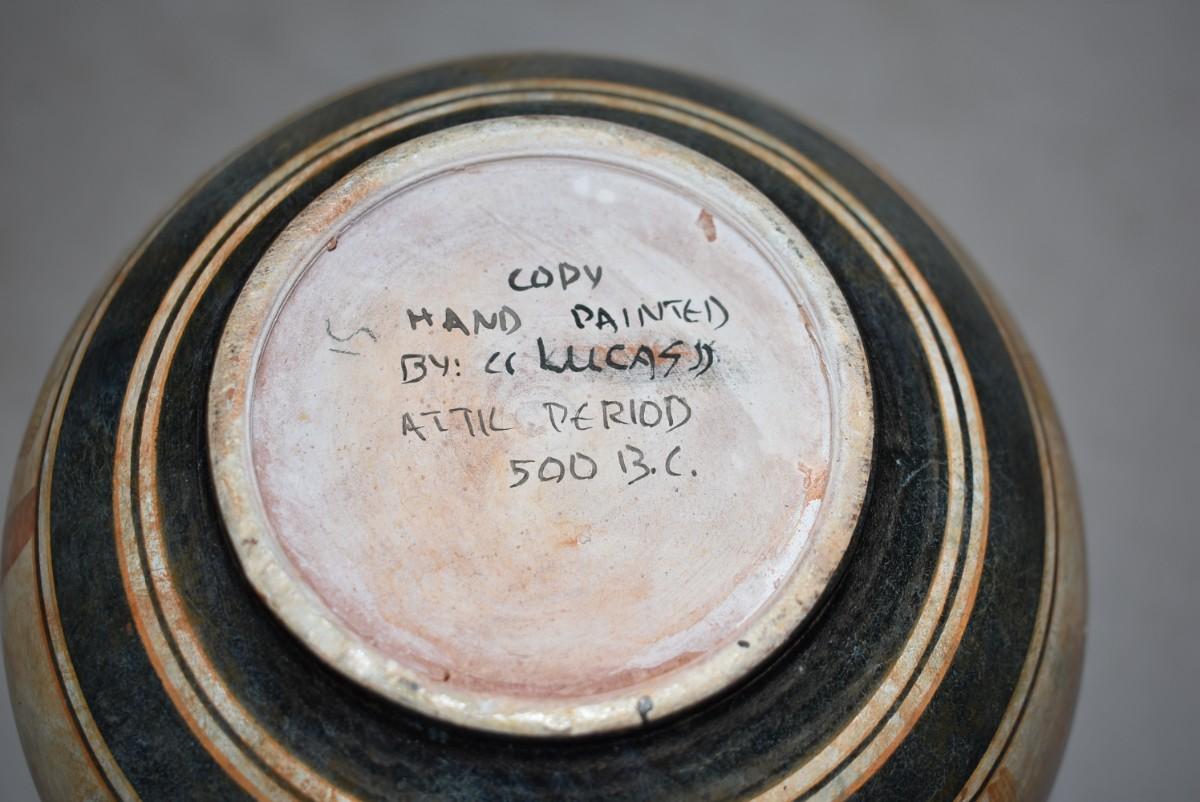 COPY
HAND PAINTED
BY: "LUCAS"
ATTIC PERIOD
500 B.C.